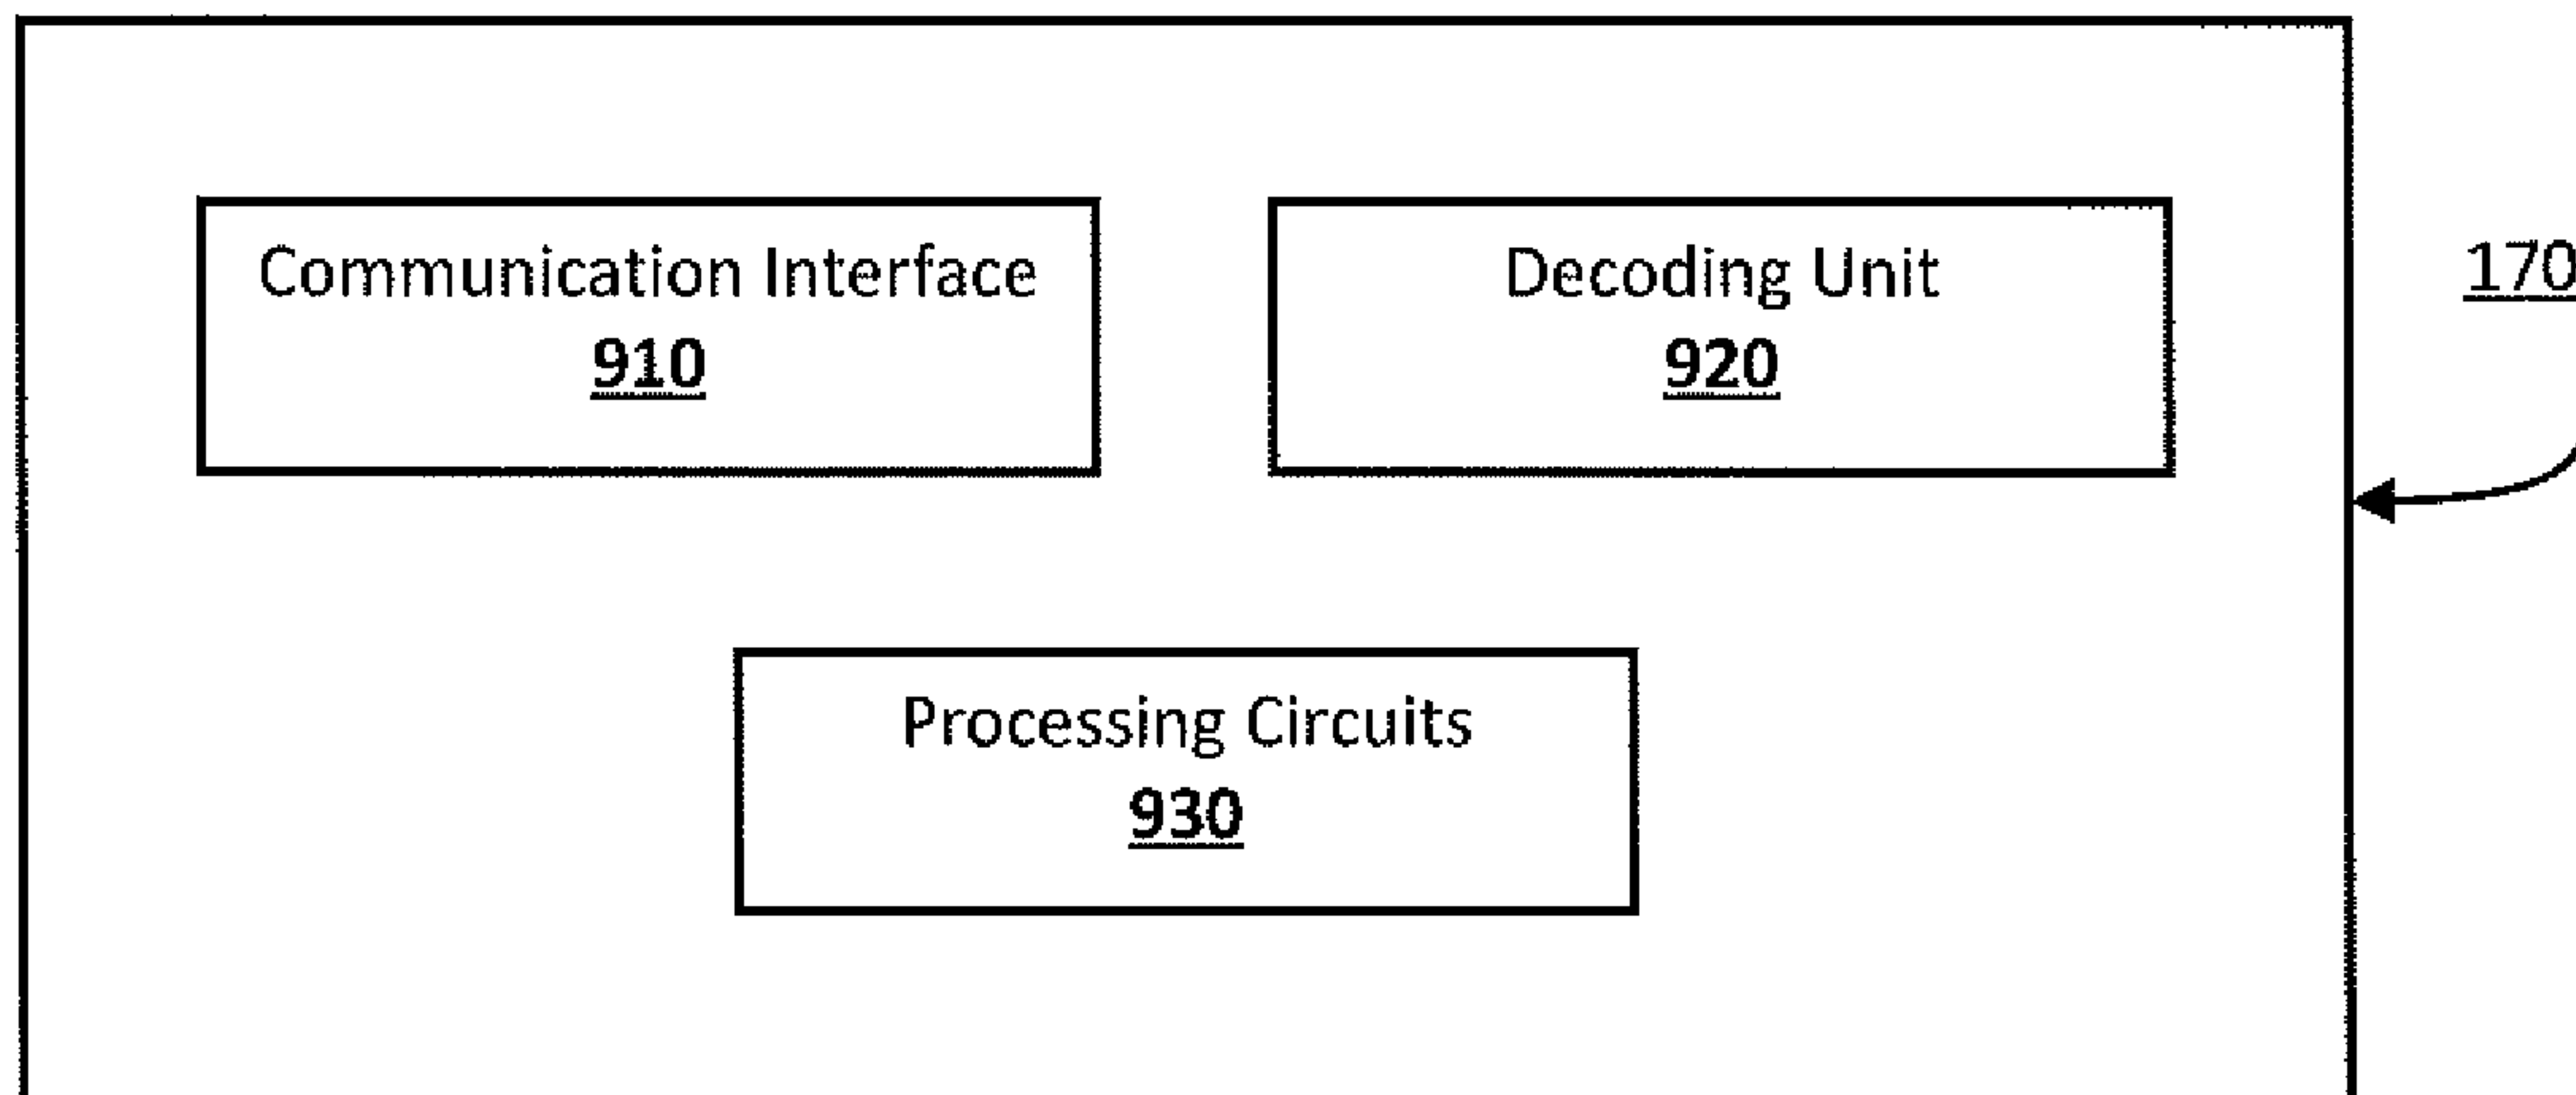 Communication Interface
910
Decoding Unit
920
170
Processing Circuits
930